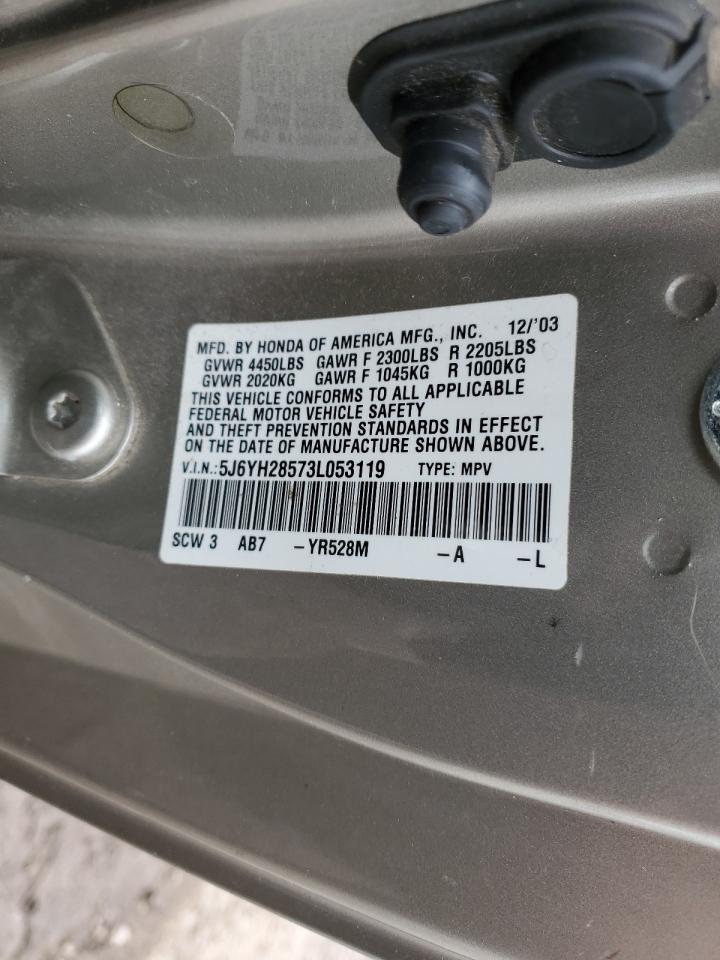 MFD. BY HONDA OF AMERICA MFG., INC. 12/'03
GVWR 4450LBS GAWR F 2300LBS R 2205LBS
GVWR 2020KG GAWR F 1045KG R 1000KG
THIS VEHICLE CONFORMS TO ALL APPLICABLE
FEDERAL MOTOR VEHICLE SAFETY
AND THEFT PREVENTION STANDARDS IN EFFECT
ON THE DATE OF MANUFACTURE SHOWN ABOVE.
V.I.N.:5J6YH28573L053119 TYPE: MPV
SCW 3 AB7 -YR528M -A -L